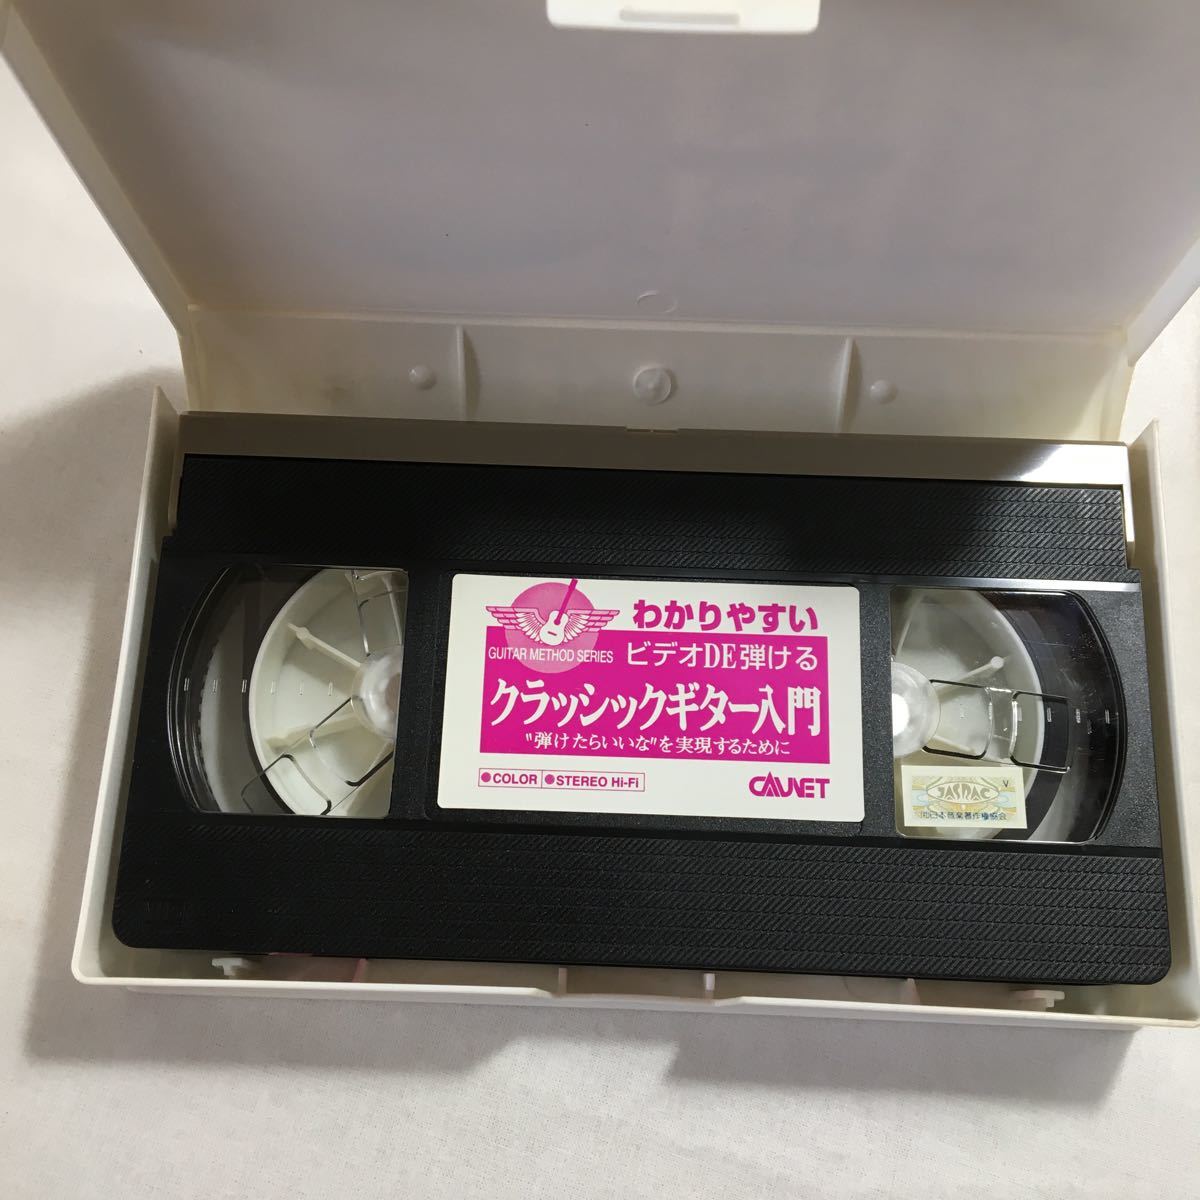 わかりやすい
GUITAR METHOD SERIES
ビデオDE弾ける
クラッシックギター入門
"弾けたらいいな"を実現するために
COLOR
STEREO Hi-Fi
CAUNET
JASRAC
V